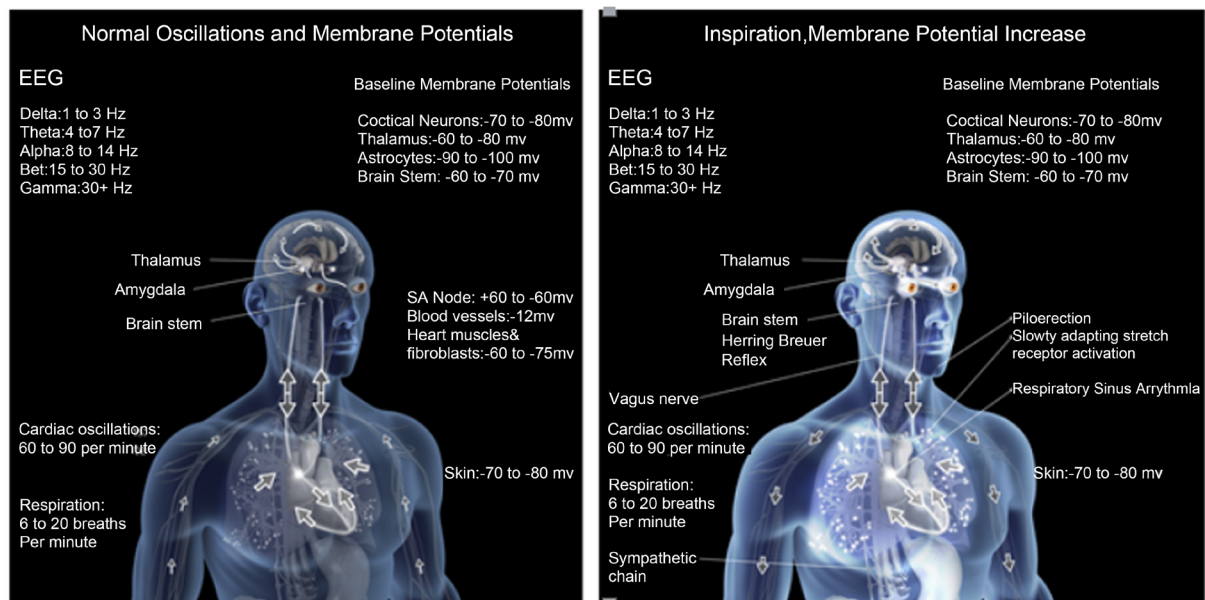 Normal Oscillations and Membrane Potentials
EEG
Baseline Membrane Potentials
Delta:1 to 3 Hz
Theta:4 to7 Hz
Alpha:8 to 14 Hz
Bet:15 to 30 Hz
Gamma:30+ Hz
Coctical Neurons:-70 to -80mv
Thalamus:-60 to -80 mv
Astrocytes:-90 to -100 mv
Brain Stem: -60 to -70 mv
Thalamus
Amygdala
Brain stem
SA Node: +60 to -60mv
Blood vessels:-12mv
Heart muscles&
fibroblasts:-60 to -75mv
Cardiac oscillations:
60 to 90 per minute
Skin:-70 to -80 mv
Respiration:
6 to 20 breaths
Per minute
Inspiration,Membrane Potential Increase
EEG
Baseline Membrane Potentials
Delta:1 to 3 Hz
Theta:4 to7 Hz
Alpha:8 to 14 Hz
Bet:15 to 30 Hz
Gamma:30+ Hz
Coctical Neurons:-70 to -80mv
Thalamus:-60 to -80 mv
Astrocytes:-90 to -100 mv
Brain Stem: -60 to -70 mv
Thalamus
Amygdala
Brain stem
Herring Breuer
Reflex
Piloerection
Slowty adapting stretch
receptor activation
Vagus nerve
Respiratory Sinus Arrythmla
Cardiac oscillations:
60 to 90 per minute
Skin:-70 to -80 mv
Respiration:
6 to 20 breaths
Per minute
Sympathetic
chain